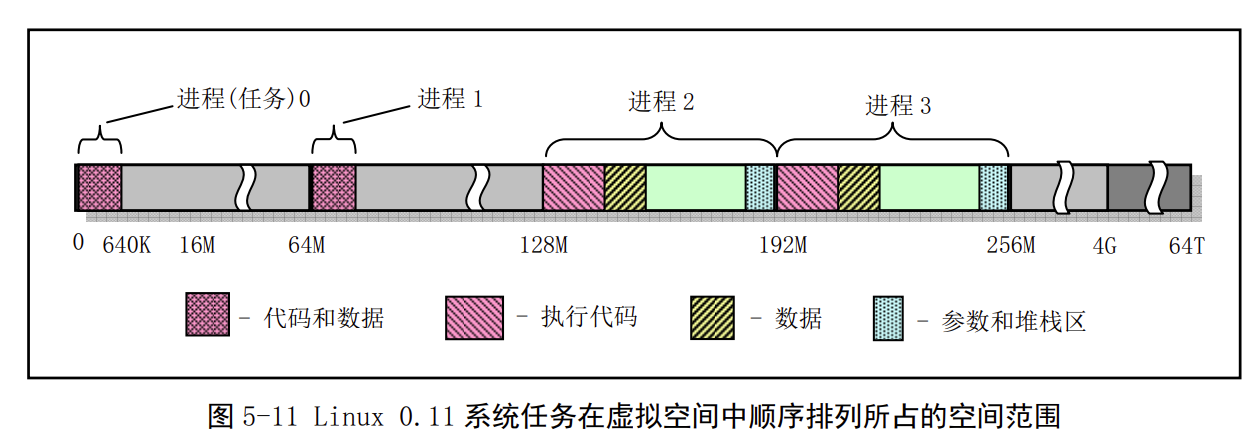 进程(任务)0 进程 1 进程 2 进程 3
0 640K 16M 64M 128M 192M 256M 4G 64T
- 代码和数据 - 执行代码 - 数据 - 参数和堆栈区
图 5-11 Linux 0.11 系统任务在虚拟空间中顺序排列所占的空间范围